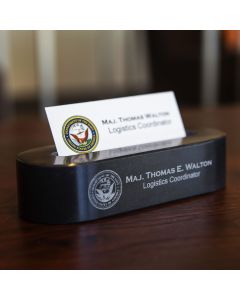 MAJ. THOMAS WALTON
Logistics Coordinator
MAJ. THOMAS E. WALTON
Logistics Coordinator